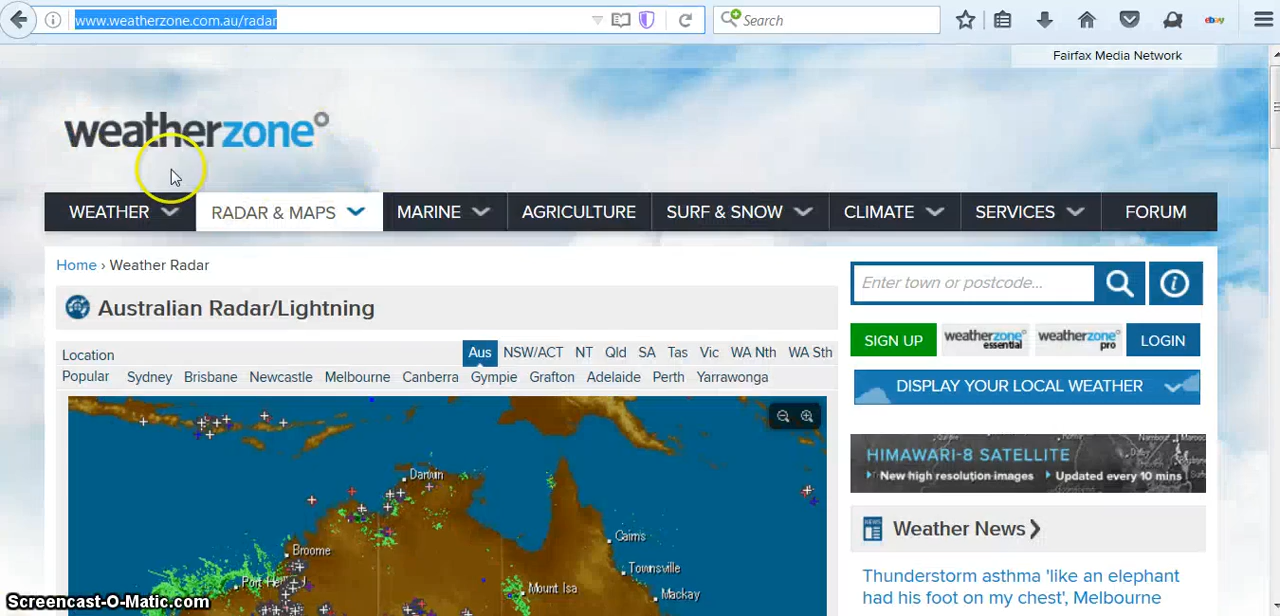 www.weatherzone.com.au/radar
Search
ebay
Fairfax Media Network
weatherzone°
WEATHER RADAR & MAPS MARINE AGRICULTURE SURF & SNOW CLIMATE SERVICES FORUM
Home › Weather Radar
Enter town or postcode...
Australian Radar/Lightning
SIGN UP weatherzone° essential weatherzone° pro LOGIN
Location Aus NSW/ACT NT Qld SA Tas Vic WA Nth WA Sth
Popular Sydney Brisbane Newcastle Melbourne Canberra Gympie Grafton Adelaide Perth Yarrawonga
DISPLAY YOUR LOCAL WEATHER
HIMAWARI-8 SATELLITE
New high resolution images Updated every 10 mins
Darwin
NEWS
Weather News
Cairns
Broome
Townsville
Port
Mount Isa
Mackay
Thunderstorm asthma 'like an elephant
had his foot on my chest', Melbourne
Screencast-O-Matic.com